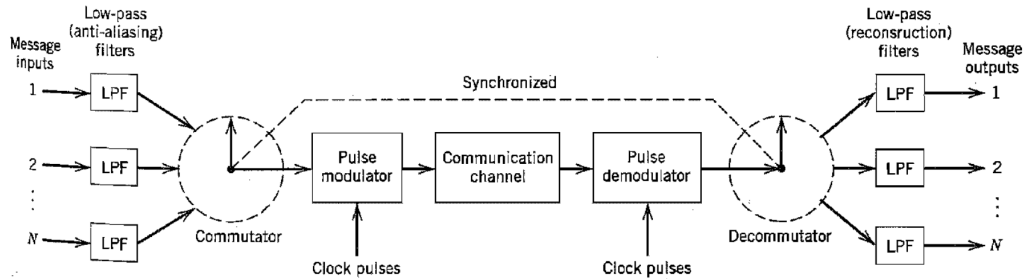 Low-pass
(anti-aliasing)
filters
Message
inputs
1
LPF
2
LPF
N
LPF
Commutator
Synchronized
Pulse
modulator
Clock pulses
Communication
channel
Pulse
demodulator
Clock pulses
Decommutator
Low-pass
(reconsruction)
filters
Message
outputs
LPF
1
LPF
2
LPF
N